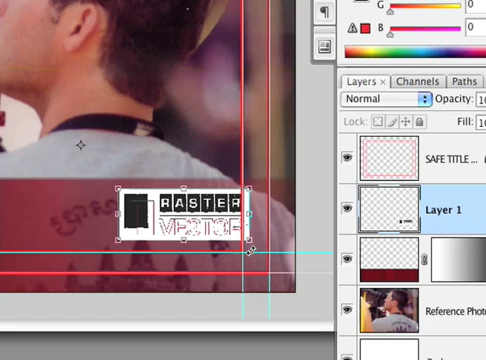 G 0
B 0
Layers × Channels Paths
Normal Opacity:
Lock: Fill:
SAFE TITLE ...
Layer 1
Reference Phot
RASTER
VECTOR